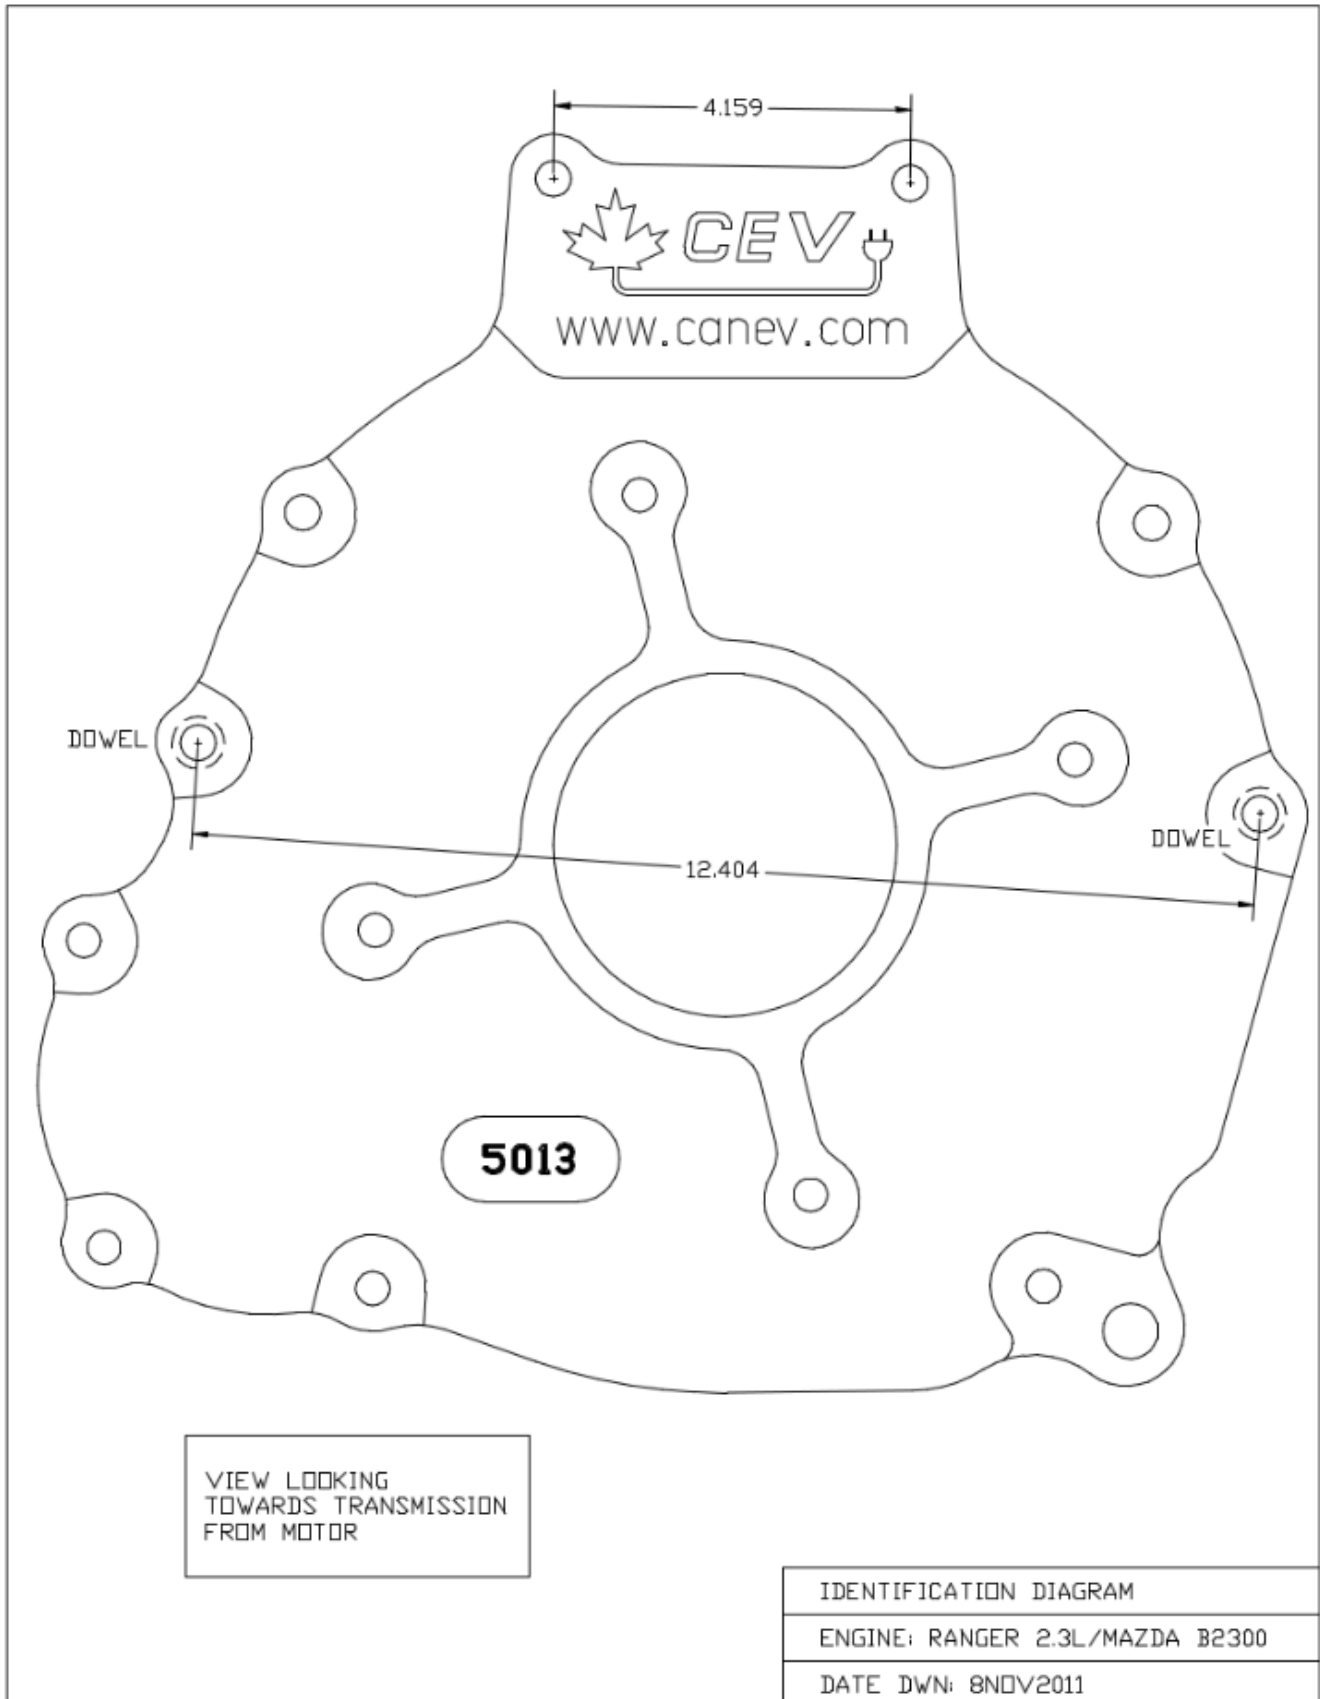 4.159
CEV
www.canev.com
DOWEL
DOWEL
12.404
5013
VIEW LOOKING
TOWARDS TRANSMISSION
FROM MOTOR
IDENTIFICATION DIAGRAM
ENGINE: RANGER 2.3L/MAZDA B2300
DATE DWN: 8NOV2011